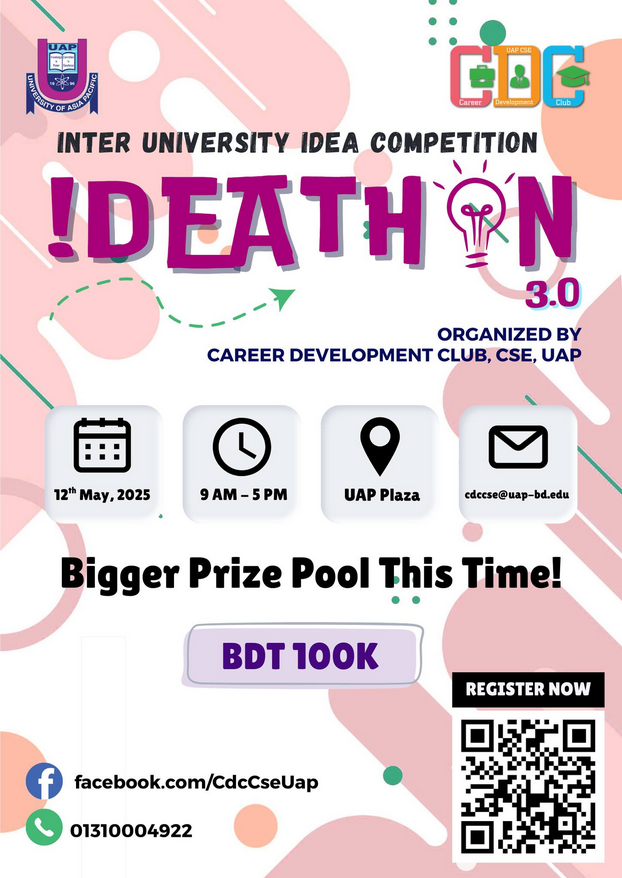 UAP
UNIVERSITY OF ASIA PACIFIC
UAP CSE
CDC
Career Development Club
INTER UNIVERSITY IDEA COMPETITION
!DEATHON
3.0
ORGANIZED BY
CAREER DEVELOPMENT CLUB, CSE, UAP
12th May, 2025
9 AM – 5 PM
UAP Plaza
cdccse@uap-bd.edu
Bigger Prize Pool This Time!
BDT 100K
REGISTER NOW
facebook.com/CdcCseUap
01310004922